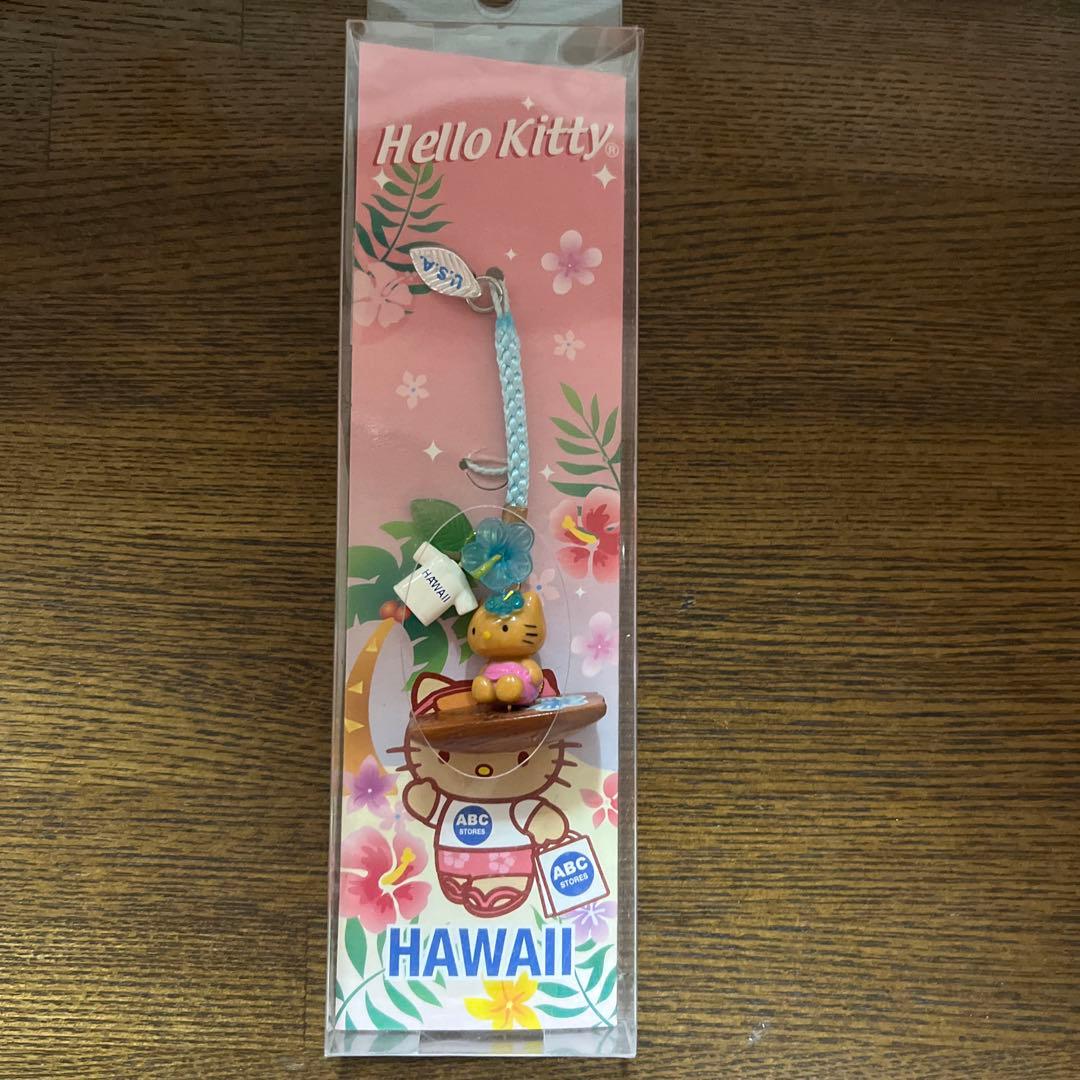 Hello Kitty®
U.S.A.
HAWAII
ABC
STORES
ABC
STORES
HAWAII